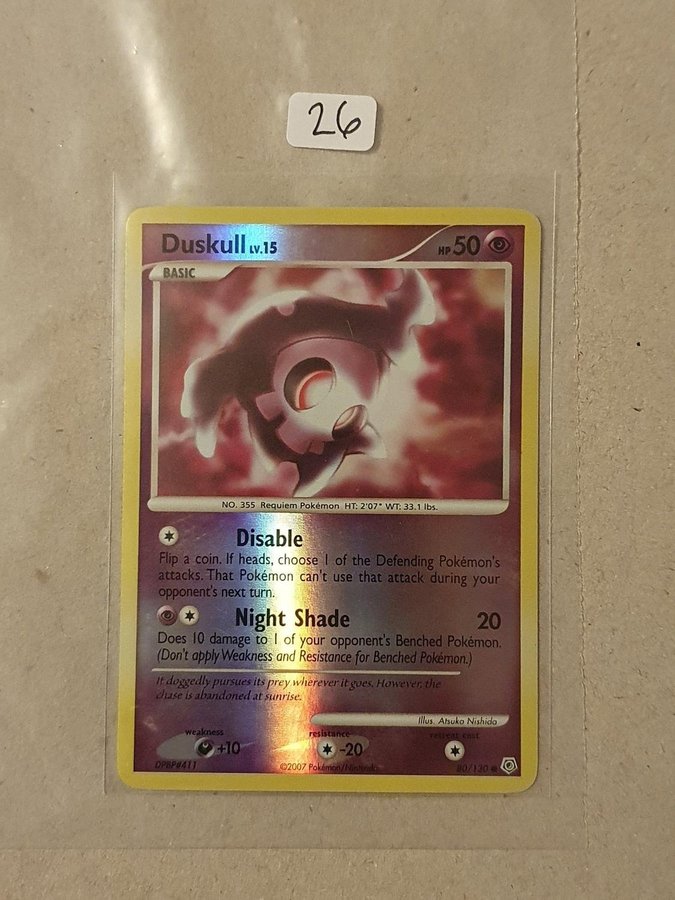 26
Duskull LV.15
HP 50
BASIC
NO. 355 Requiem Pokémon HT: 2'07" WT: 33.1 lbs.
Disable
Flip a coin. If heads, choose 1 of the Defending Pokémon's
attacks. That Pokémon can't use that attack during your
opponent's next turn.
Night Shade 20
Does 10 damage to 1 of your opponent's Benched Pokémon.
(Don't apply Weakness and Resistance for Benched Pokémon.)
It doggedly pursues its prey wherever it goes. However, the
chase is abandoned at sunrise.
Illus. Atsuko Nishida
weakness resistance retreat cost
+10 -20
DPBP#411 ©2007 Pokémon/Nintendo 80/130